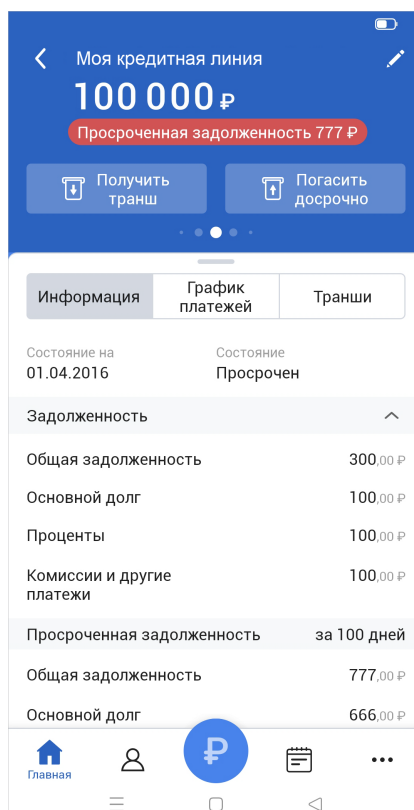 Моя кредитная линия
100 000 ₽
Просроченная задолженность 777 ₽
Получить
транш
Погасить
досрочно
Информация
График
платежей
Транши
Состояние на
01.04.2016
Состояние
Просрочен
Задолженность
Общая задолженность 300,00 ₽
Основной долг 100,00 ₽
Проценты 100,00 ₽
Комиссии и другие
платежи
100,00 ₽
Просроченная задолженность за 100 дней
Общая задолженность 777,00 ₽
Основной долг 666,00 ₽
₽
Главная